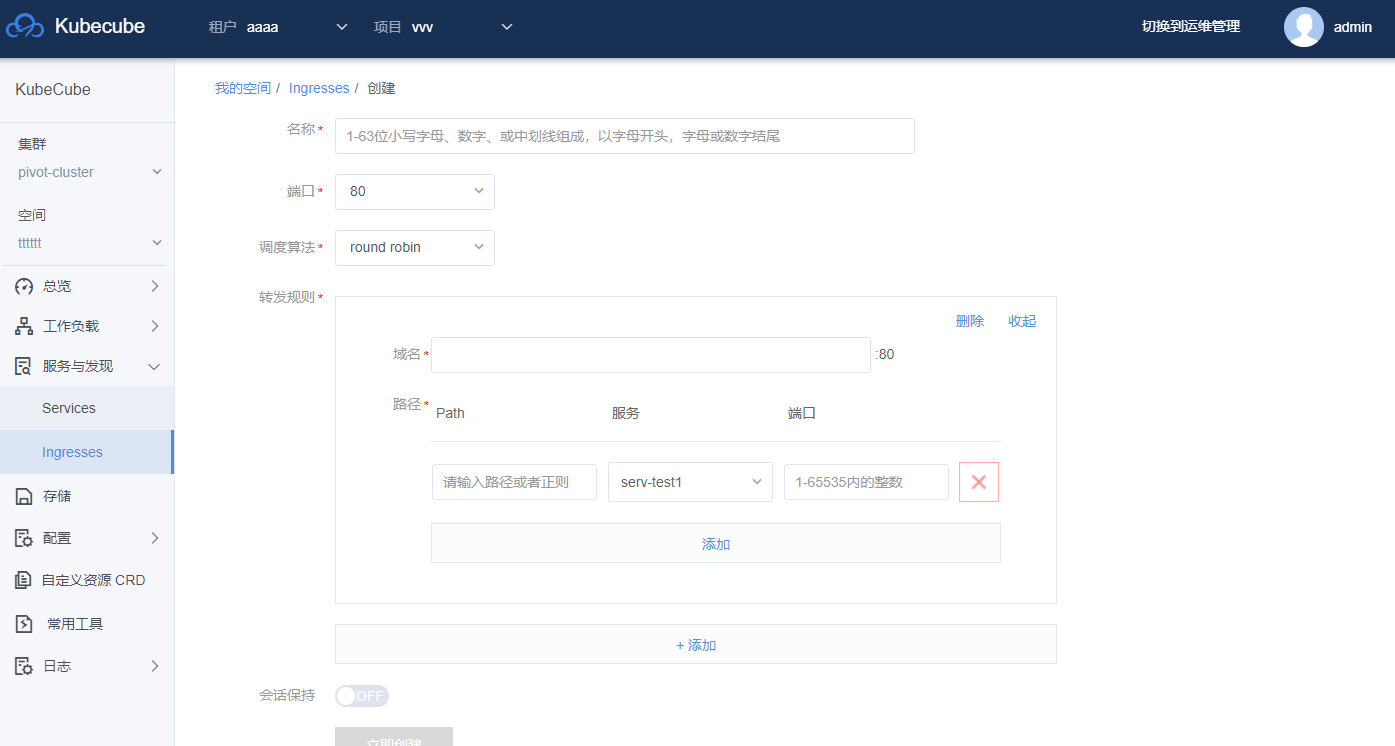 Kubecube 租户 aaaa 项目 vvv 切换到运维管理 admin
KubeCube
集群
pivot-cluster
空间
tttttt
总览
工作负载
服务与发现
Services
Ingresses
存储
配置
自定义资源 CRD
常用工具
日志
我的空间 / Ingresses / 创建
名称* 1-63位小写字母、数字、或中划线组成，以字母开头，字母或数字结尾
端口* 80
调度算法* round robin
转发规则*
删除 收起
域名* :80
路径* Path 服务 端口
请输入路径或者正则 serv-test1 1-65535内的整数
添加
+ 添加
会话保持 OFF
立即创建